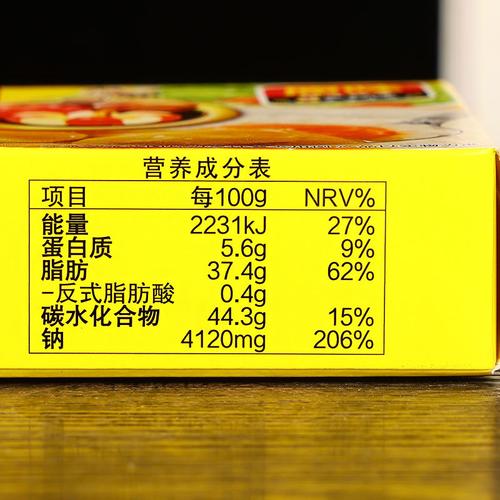 营养成分表
项目 每100g NRV%
能量 2231kJ 27%
蛋白质 5.6g 9%
脂肪 37.4g 62%
-反式脂肪酸 0.4g
碳水化合物 44.3g 15%
钠 4120mg 206%